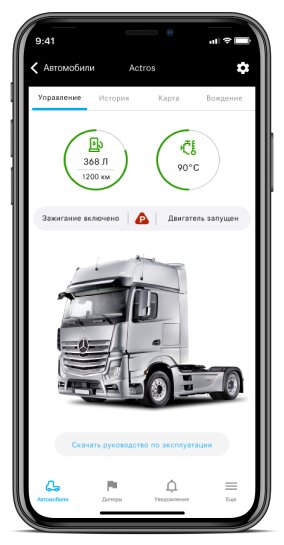 9:41
Автомобили Actros
Управление История Карта Вождение
368 Л
1200 км
90°C
Зажигание включено P Двигатель запущен
Скачать руководство по эксплуатации
Автомобили Дилеры Уведомления Еще